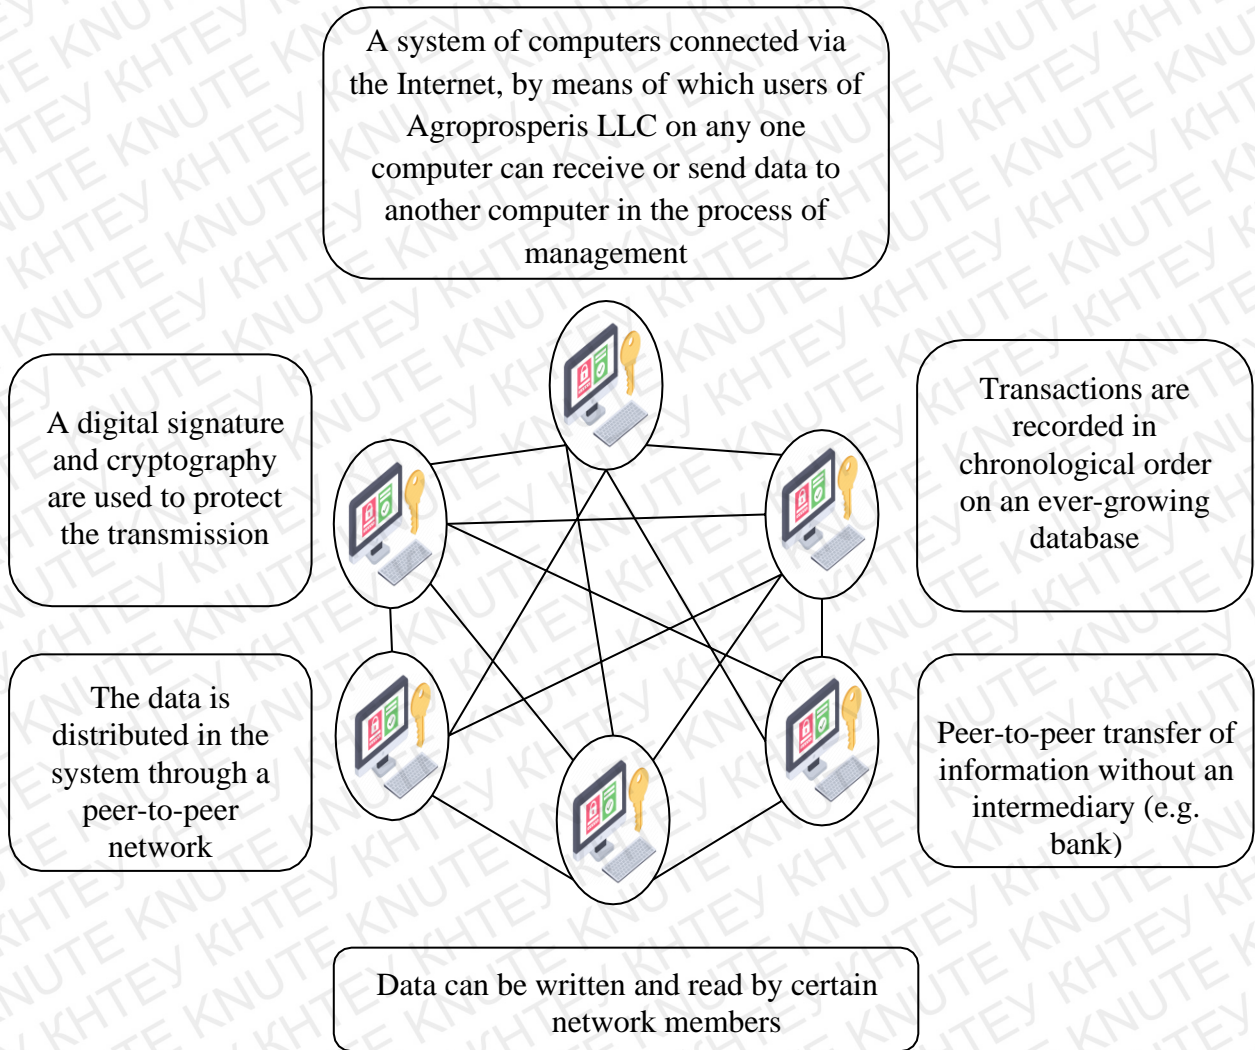 A system of computers connected via
the Internet, by means of which users of
Agroprosperis LLC on any one
computer can receive or send data to
another computer in the process of
management
A digital signature
and cryptography
are used to protect
the transmission
Transactions are
recorded in
chronological order
on an ever-growing
database
The data is
distributed in the
system through a
peer-to-peer
network
Peer-to-peer transfer of
information without an
intermediary (e.g.
bank)
Data can be written and read by certain
network members
KNUTE КНТЕУ KNUTE КНТЕУ